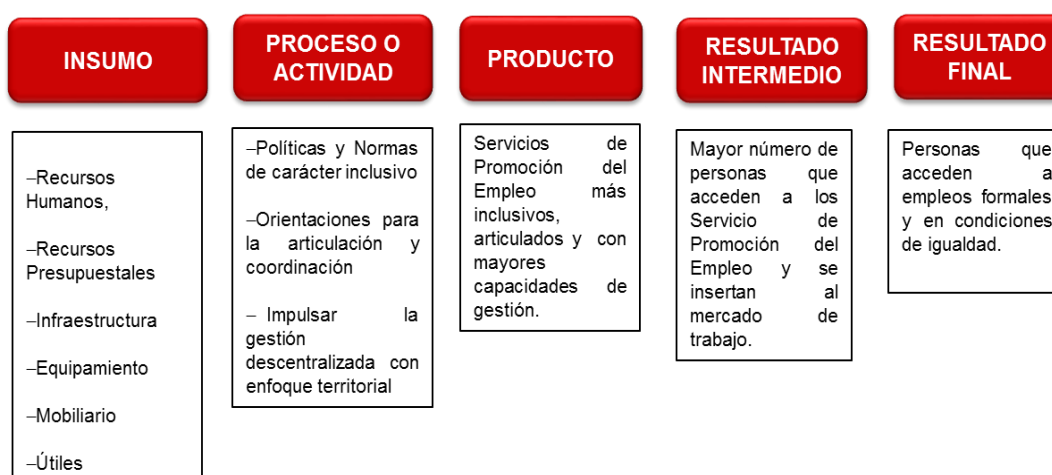 INSUMO
–Recursos
Humanos,
–Recursos
Presupuestales
–Infraestructura
–Equipamiento
–Mobiliario
–Útiles
PROCESO O
ACTIVIDAD
–Políticas y Normas
de carácter inclusivo
–Orientaciones para
la articulación y
coordinación
– Impulsar la
gestión
descentralizada con
enfoque territorial
PRODUCTO
Servicios de
Promoción del
Empleo más
inclusivos,
articulados y con
mayores
capacidades de
gestión.
RESULTADO
INTERMEDIO
Mayor número de
personas que
acceden a los
Servicio de
Promoción del
Empleo y se
insertan al
mercado de
trabajo.
RESULTADO
FINAL
Personas que
acceden a
empleos formales
y en condiciones
de igualdad.